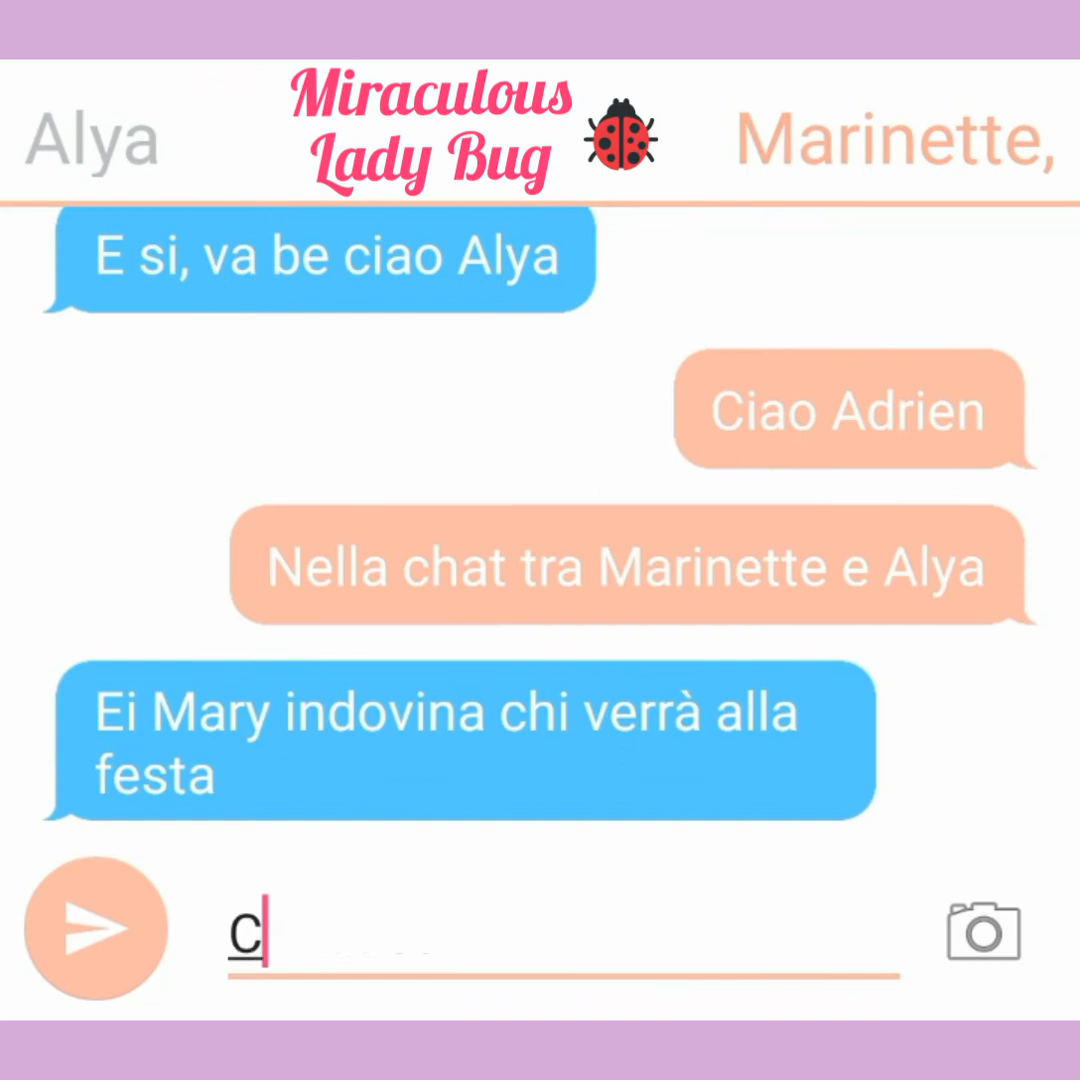 Alya
Miraculous
Lady Bug
Marinette,
E si, va be ciao Alya
Ciao Adrien
Nella chat tra Marinette e Alya
Ei Mary indovina chi verrà alla
festa
C